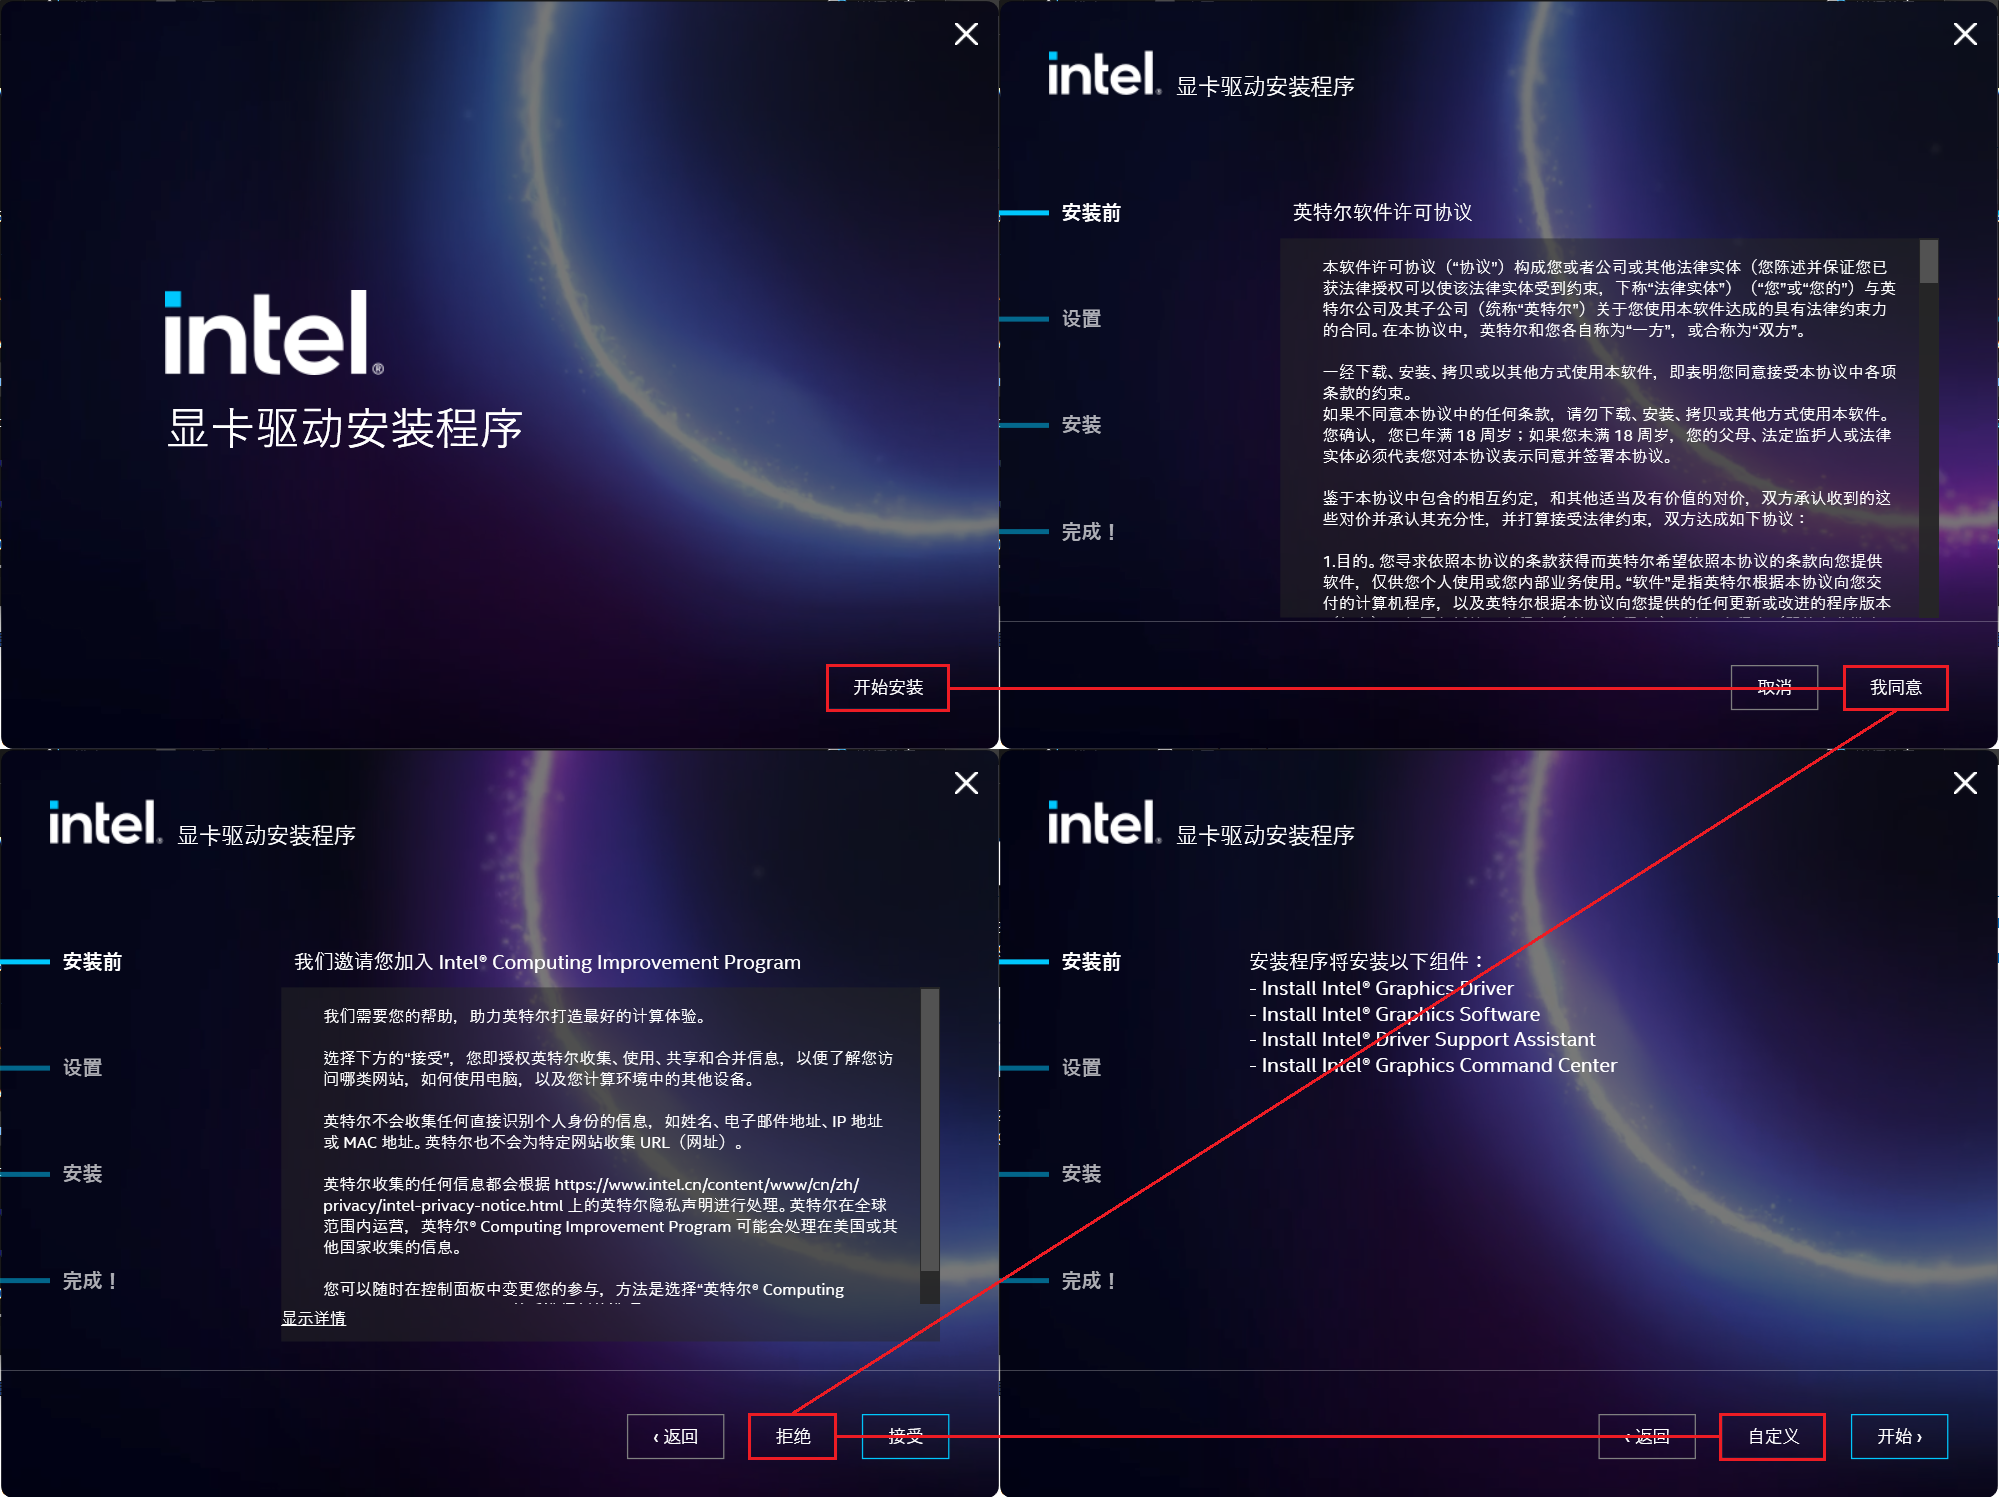 intel®
显卡驱动安装程序
开始安装
intel® 显卡驱动安装程序
安装前
设置
安装
完成！
英特尔软件许可协议
本软件许可协议（“协议”）构成您或者公司或其他法律实体（您陈述并保证您已
获法律授权可以使该法律实体受到约束，下称“法律实体”）（“您”或“您的”）与英
特尔公司及其子公司（统称“英特尔”）关于您使用本软件达成的具有法律约束力
的合同。在本协议中，英特尔和您各自称为“一方”，或合称为“双方”。
一经下载、安装、拷贝或以其他方式使用本软件，即表明您同意接受本协议中各项
条款的约束。
如果不同意本协议中的任何条款，请勿下载、安装、拷贝或其他方式使用本软件。
您确认，您已年满 18 周岁；如果您未满 18 周岁，您的父母、法定监护人或法律
实体必须代表您对本协议表示同意并签署本协议。
鉴于本协议中包含的相互约定，和其他适当及有价值的对价，双方承认收到的这
些对价并承认其充分性，并打算接受法律约束，双方达成如下协议：
1.目的。您寻求依照本协议的条款获得而英特尔希望依照本协议的条款向您提供
软件，仅供您个人使用或您内部业务使用。“软件”是指英特尔根据本协议向您交
付的计算机程序，以及英特尔根据本协议向您提供的任何更新或改进的程序版本
取消
我同意
intel® 显卡驱动安装程序
安装前
设置
安装
完成！
我们邀请您加入 Intel® Computing Improvement Program
我们需要您的帮助，助力英特尔打造最好的计算体验。
选择下方的“接受”，您即授权英特尔收集、使用、共享和合并信息，以便了解您访
问哪类网站，如何使用电脑，以及您计算环境中的其他设备。
英特尔不会收集任何直接识别个人身份的信息，如姓名、电子邮件地址、IP 地址
或 MAC 地址。英特尔也不会为特定网站收集 URL（网址）。
英特尔收集的任何信息都会根据 https://www.intel.cn/content/www/cn/zh/
privacy/intel-privacy-notice.html 上的英特尔隐私声明进行处理。英特尔在全球
范围内运营，英特尔® Computing Improvement Program 可能会处理在美国或其
他国家收集的信息。
您可以随时在控制面板中变更您的参与，方法是选择“英特尔® Computing
显示详情
‹ 返回
拒绝
接受
intel® 显卡驱动安装程序
安装前
设置
安装
完成！
安装程序将安装以下组件：
- Install Intel® Graphics Driver
- Install Intel® Graphics Software
- Install Intel® Driver Support Assistant
- Install Intel® Graphics Command Center
‹ 返回
自定义
开始 ›